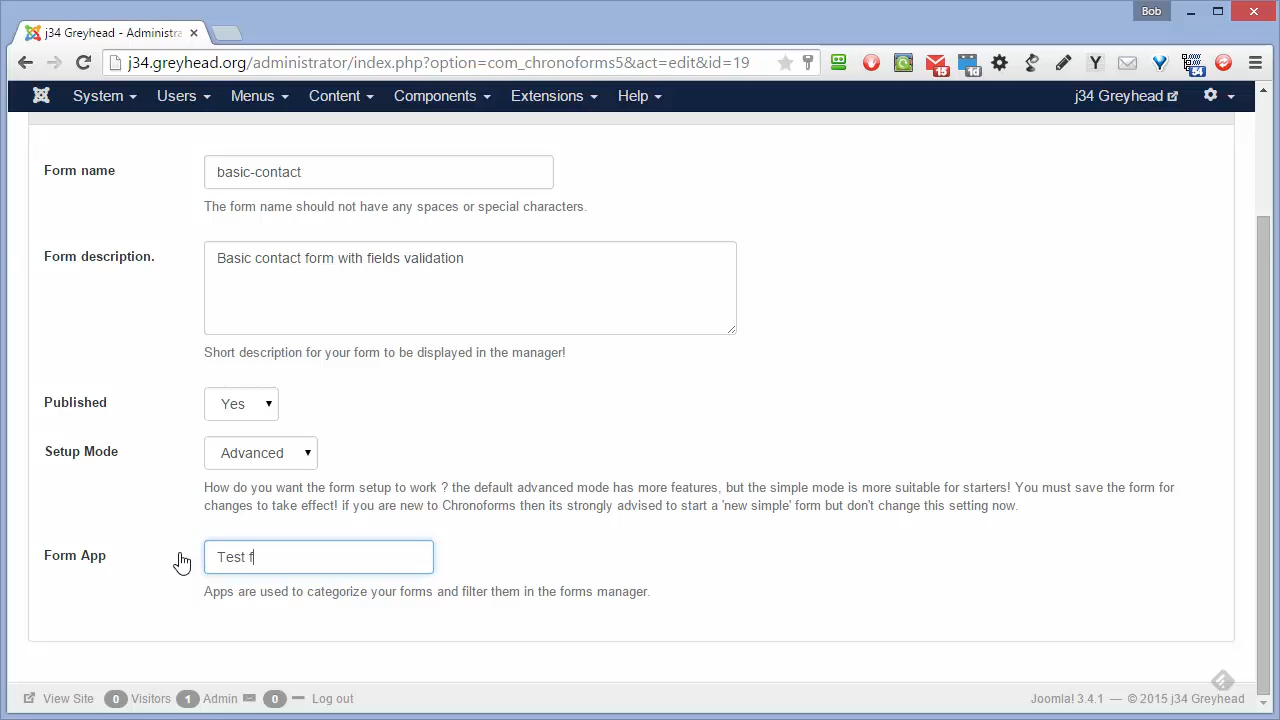 Bob
j34 Greyhead - Administra
j34.greyhead.org/administrator/index.php?option=com_chronoforms5&act=edit&id=19
15
1d
Y
54
System Users Menus Content Components Extensions Help j34 Greyhead
Form name
basic-contact
The form name should not have any spaces or special characters.
Form description.
Basic contact form with fields validation
Short description for your form to be displayed in the manager!
Published
Yes
Setup Mode
Advanced
How do you want the form setup to work ? the default advanced mode has more features, but the simple mode is more suitable for starters! You must save the form for
changes to take effect! if you are new to Chronoforms then its strongly advised to start a 'new simple' form but don't change this setting now.
Form App
Test f
Apps are used to categorize your forms and filter them in the forms manager.
View Site 0 Visitors 1 Admin 0 Log out
Joomla! 3.4.1 — © 2015 j34 Greyhead